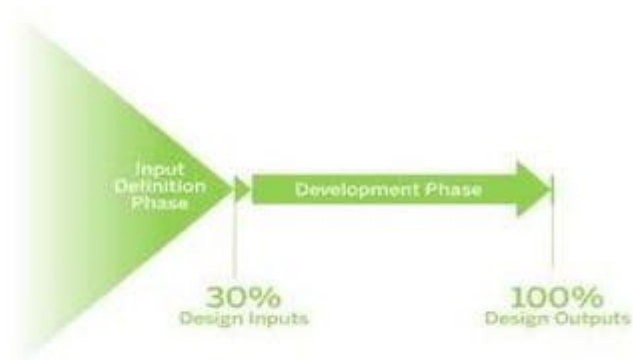 Input
Definition
Phase
Development Phase
30%
Design Inputs
100%
Design Outputs